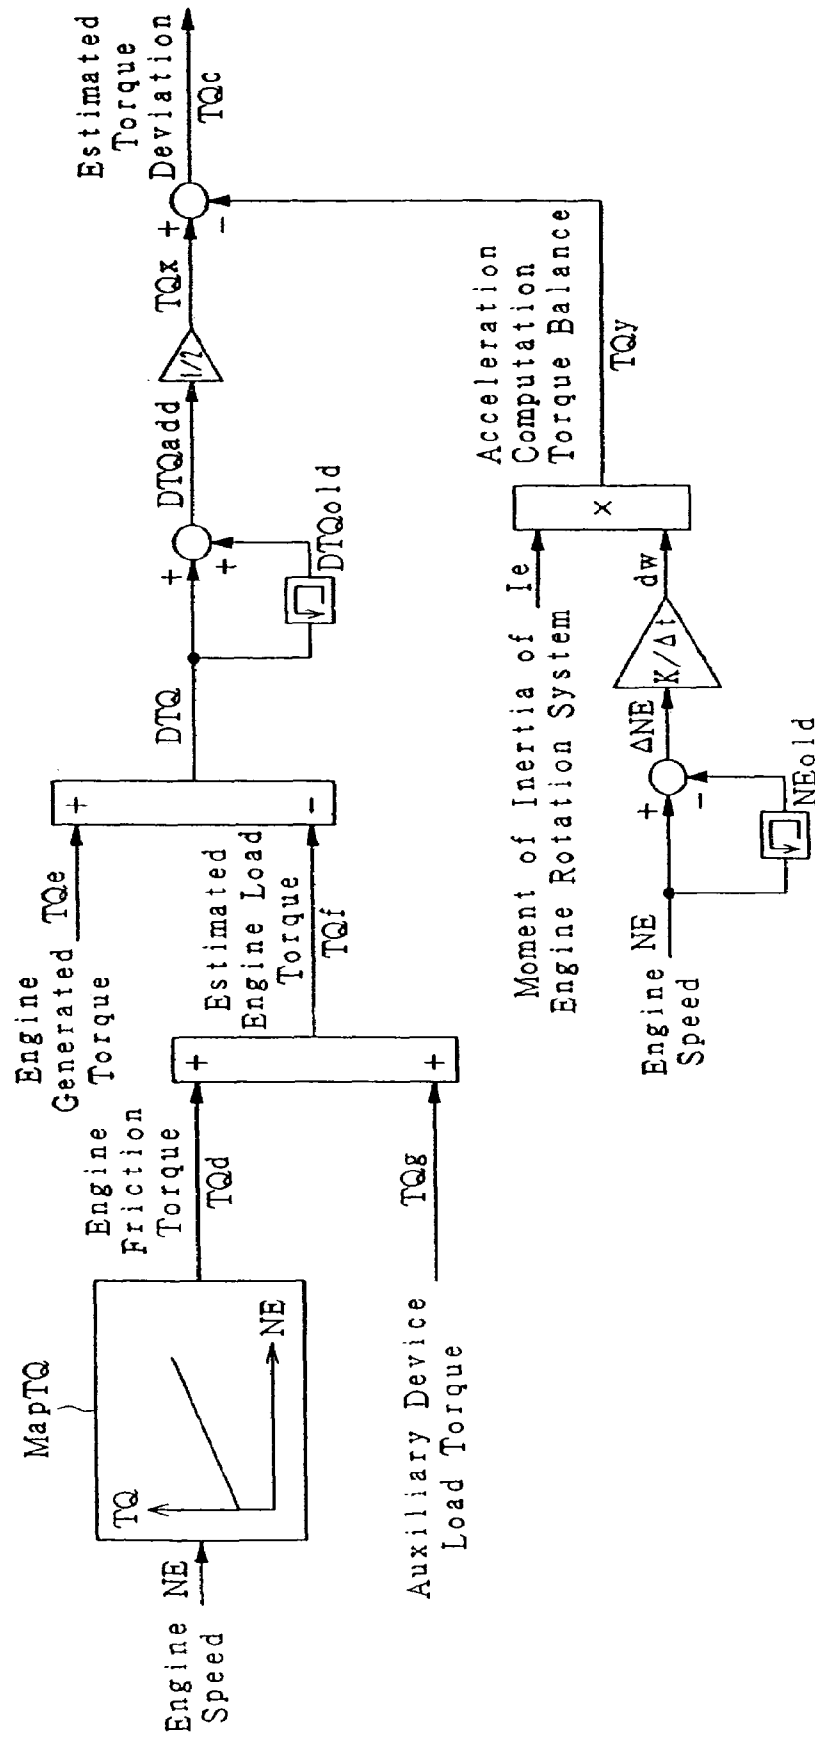 Engine NE
Speed
MapTQ
TQ
NE
Engine
Friction
Torque
TQd
Auxiliary Device
Load Torque
TQg
+
+
Engine
Generated TQe
Torque
Estimated
Engine Load
Torque
TQf
+
-
DTQ
+
+
DTQold
DTQadd
1/2
TQx
+
-
Estimated
Torque
Deviation
TQc
Engine NE
Speed
+
-
NEold
ΔNE
K/Δt
dw
Moment of Inertia of Ie
Engine Rotation System
×
Acceleration
Computation
Torque Balance
TQy